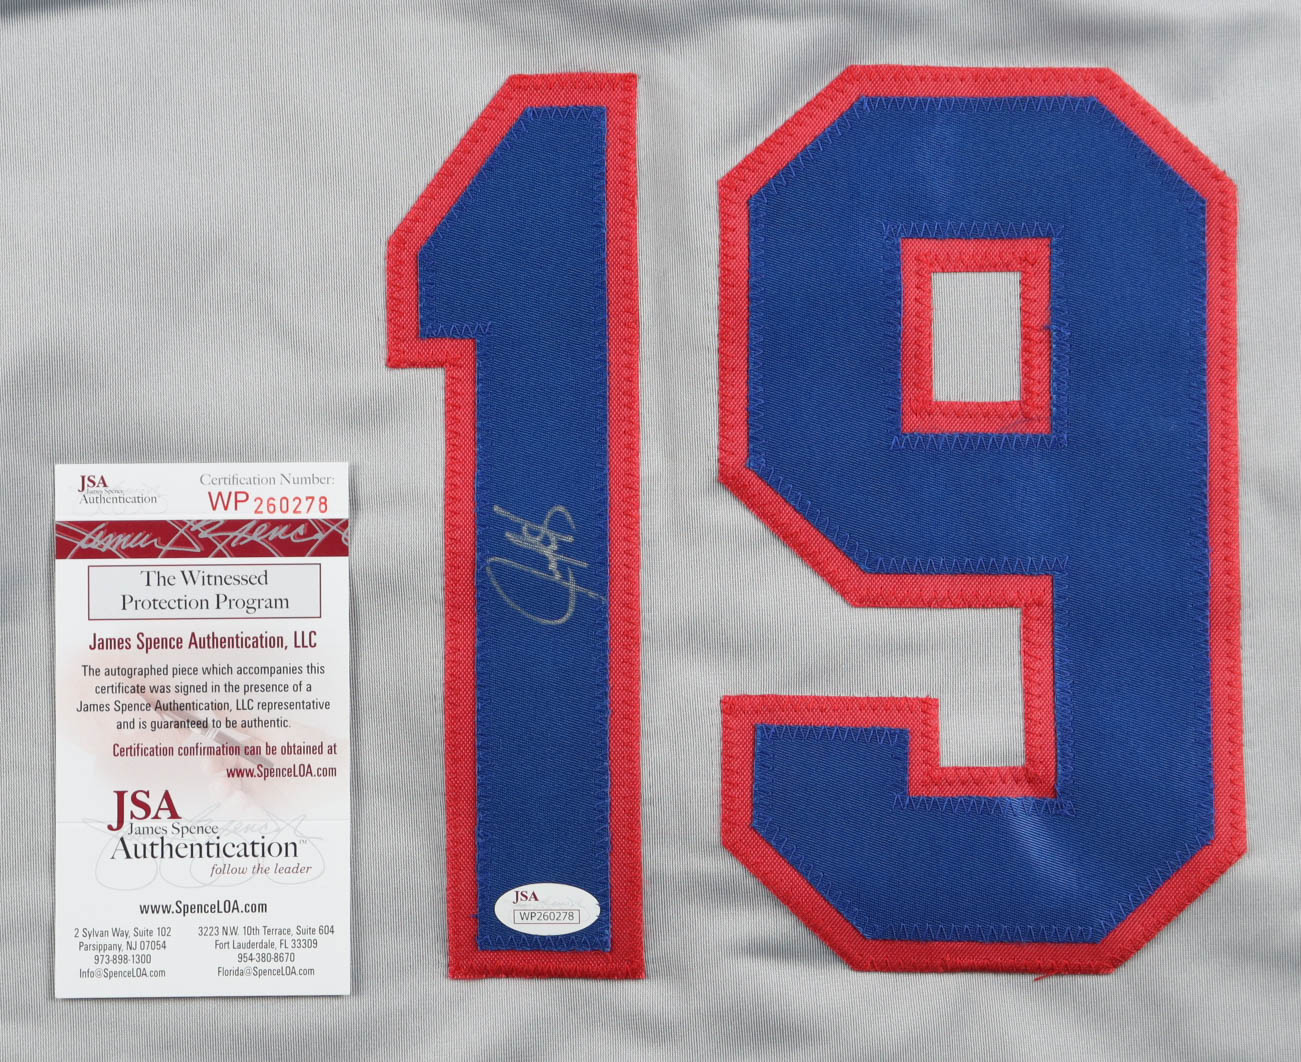 19
JSA
James Spence
Authentication
Certification Number:
WP 260278
The Witnessed
Protection Program
James Spence Authentication, LLC
The autographed piece which accompanies this
certificate was signed in the presence of a
James Spence Authentication, LLC representative
and is guaranteed to be authentic.
Certification confirmation can be obtained at
www.SpenceLOA.com
JSA
James Spence
Authentication™
follow the leader
www.SpenceLOA.com
2 Sylvan Way, Suite 102
Parsippany, NJ 07054
973-898-1300
Info@SpenceLOA.com
3223 N.W. 10th Terrace, Suite 604
Fort Lauderdale, FL 33309
954-380-8670
Florida@SpenceLOA.com
JSA
WP260278